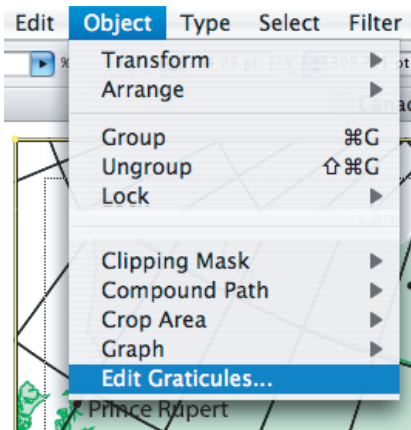 Edit Object Type Select Filter
Transform
Arrange
Group ⌘G
Ungroup ⇧⌘G
Lock
Clipping Mask
Compound Path
Crop Area
Graph
Edit Graticules...
Prince Rupert